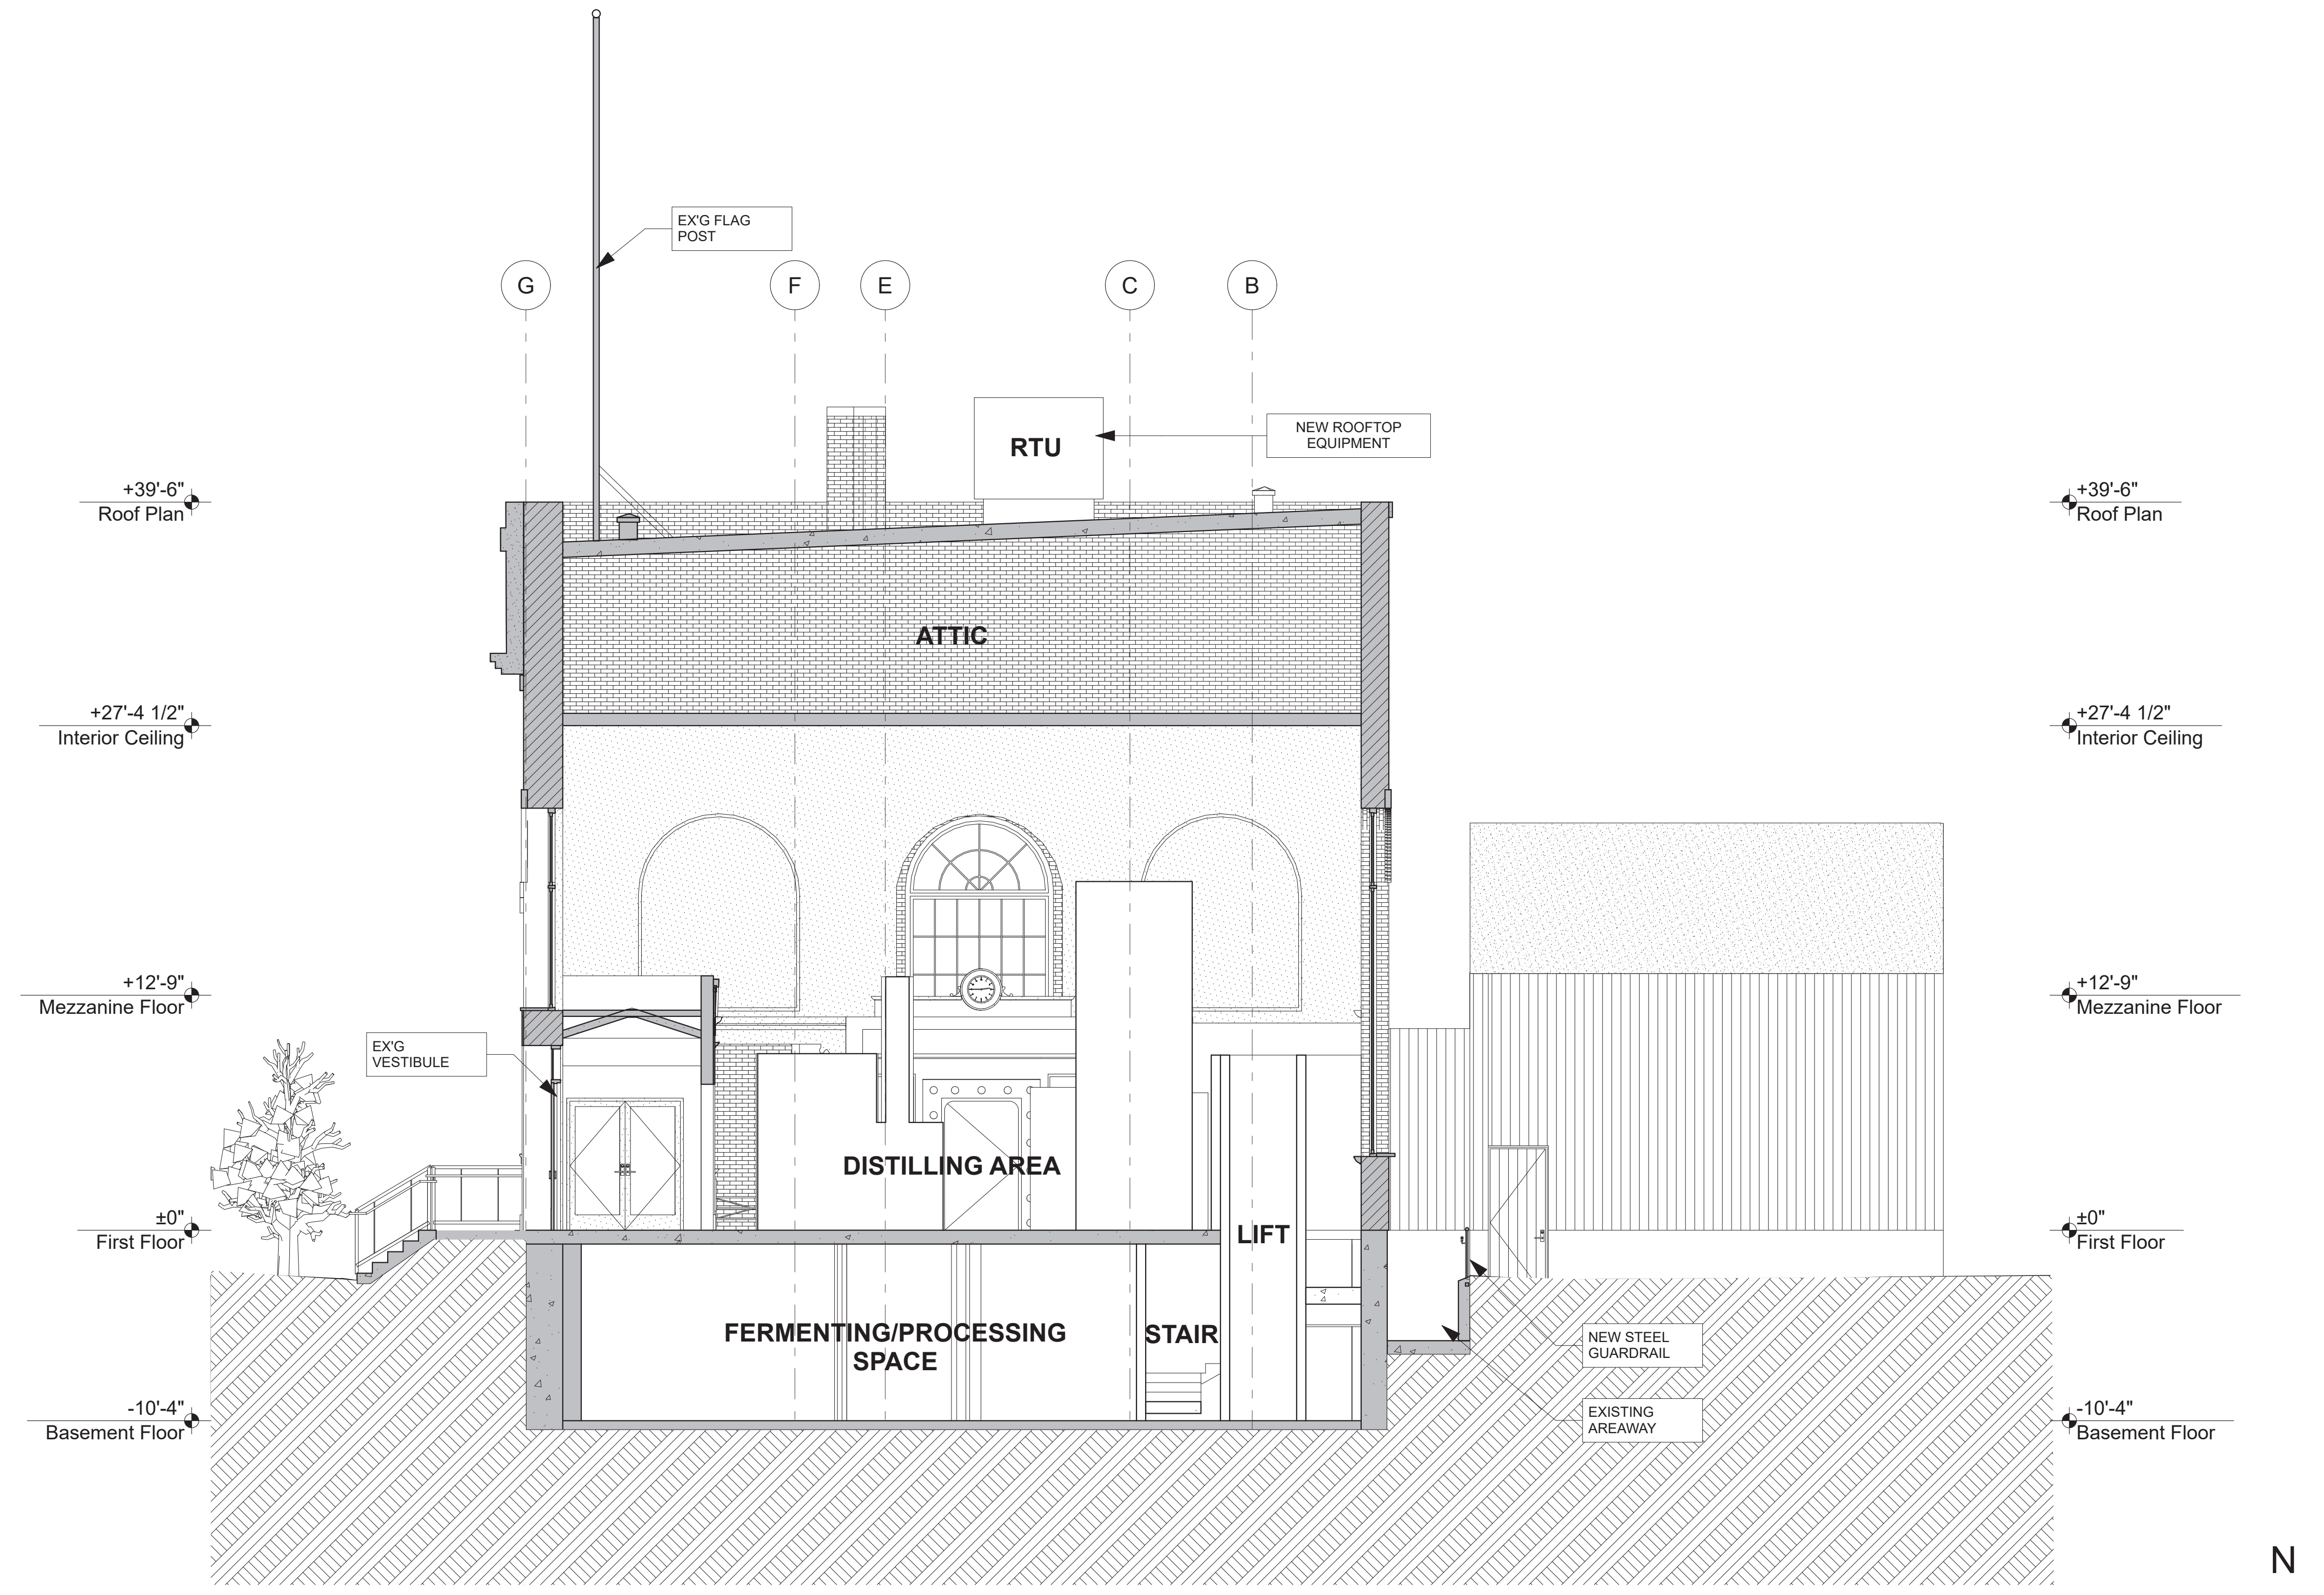 EX'G FLAG
POST
G
F
E
C
B
RTU
NEW ROOFTOP
EQUIPMENT
+39'-6"
Roof Plan
+39'-6"
Roof Plan
ATTIC
+27'-4 1/2"
Interior Ceiling
+27'-4 1/2"
Interior Ceiling
+12'-9"
Mezzanine Floor
+12'-9"
Mezzanine Floor
EX'G
VESTIBULE
DISTILLING AREA
±0"
First Floor
LIFT
±0"
First Floor
FERMENTING/PROCESSING
SPACE
STAIR
NEW STEEL
GUARDRAIL
EXISTING
AREAWAY
-10'-4"
Basement Floor
-10'-4"
Basement Floor
N